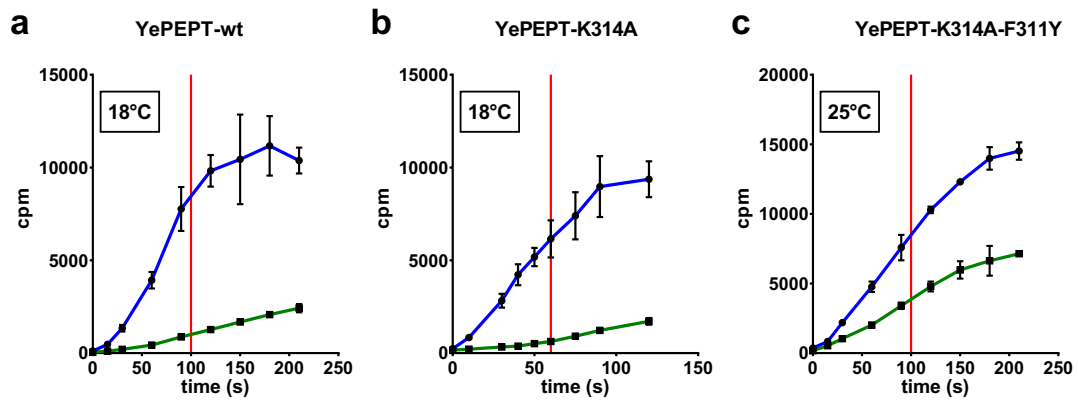 a YePEPT-wt
15000
10000
5000
0
cpm
18°C
0 50 100 150 200 250
time (s)
b YePEPT-K314A
15000
10000
5000
0
cpm
18°C
0 50 100 150
time (s)
c YePEPT-K314A-F311Y
20000
15000
10000
5000
0
cpm
25°C
0 50 100 150 200 250
time (s)